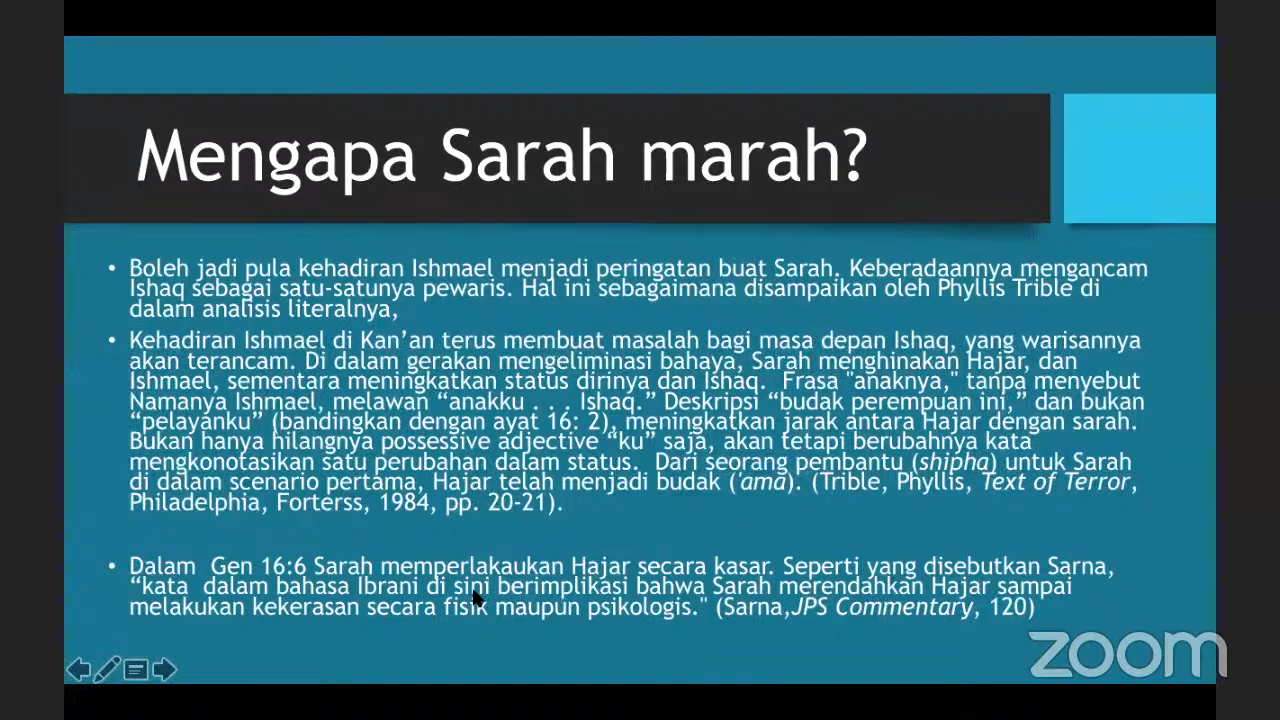 Mengapa Sarah marah?
• Boleh jadi pula kehadiran Ishmael menjadi peringatan buat Sarah. Keberadaannya mengancam
Ishaq sebagai satu-satunya pewaris. Hal ini sebagaimana disampaikan oleh Phyllis Trible di
dalam analisis literalnya,
• Kehadiran Ishmael di Kan’an terus membuat masalah bagi masa depan Ishaq, yang warisannya
akan terancam. Di dalam gerakan mengeliminasi bahaya, Sarah menghinakan Hajar, dan
Ishmael, sementara meningkatkan status dirinya dan Ishaq. Frasa "anaknya," tanpa menyebut
Namanya Ishmael, melawan “anakku . . . Ishaq.” Deskripsi “budak perempuan ini,” dan bukan
“pelayanku” (bandingkan dengan ayat 16: 2), meningkatkan jarak antara Hajar dengan sarah.
Bukan hanya hilangnya possessive adjective “ku” saja, akan tetapi berubahnya kata
mengkonotasikan satu perubahan dalam status. Dari seorang pembantu (shipha) untuk Sarah
di dalam scenario pertama, Hajar telah menjadi budak (‘ama). (Trible, Phyllis, Text of Terror,
Philadelphia, Forterss, 1984, pp. 20-21).
• Dalam Gen 16:6 Sarah memperlakaukan Hajar secara kasar. Seperti yang disebutkan Sarna,
“kata dalam bahasa Ibrani di sini berimplikasi bahwa Sarah merendahkan Hajar sampai
melakukan kekerasan secara fisik maupun psikologis." (Sarna,JPS Commentary, 120)
zoom